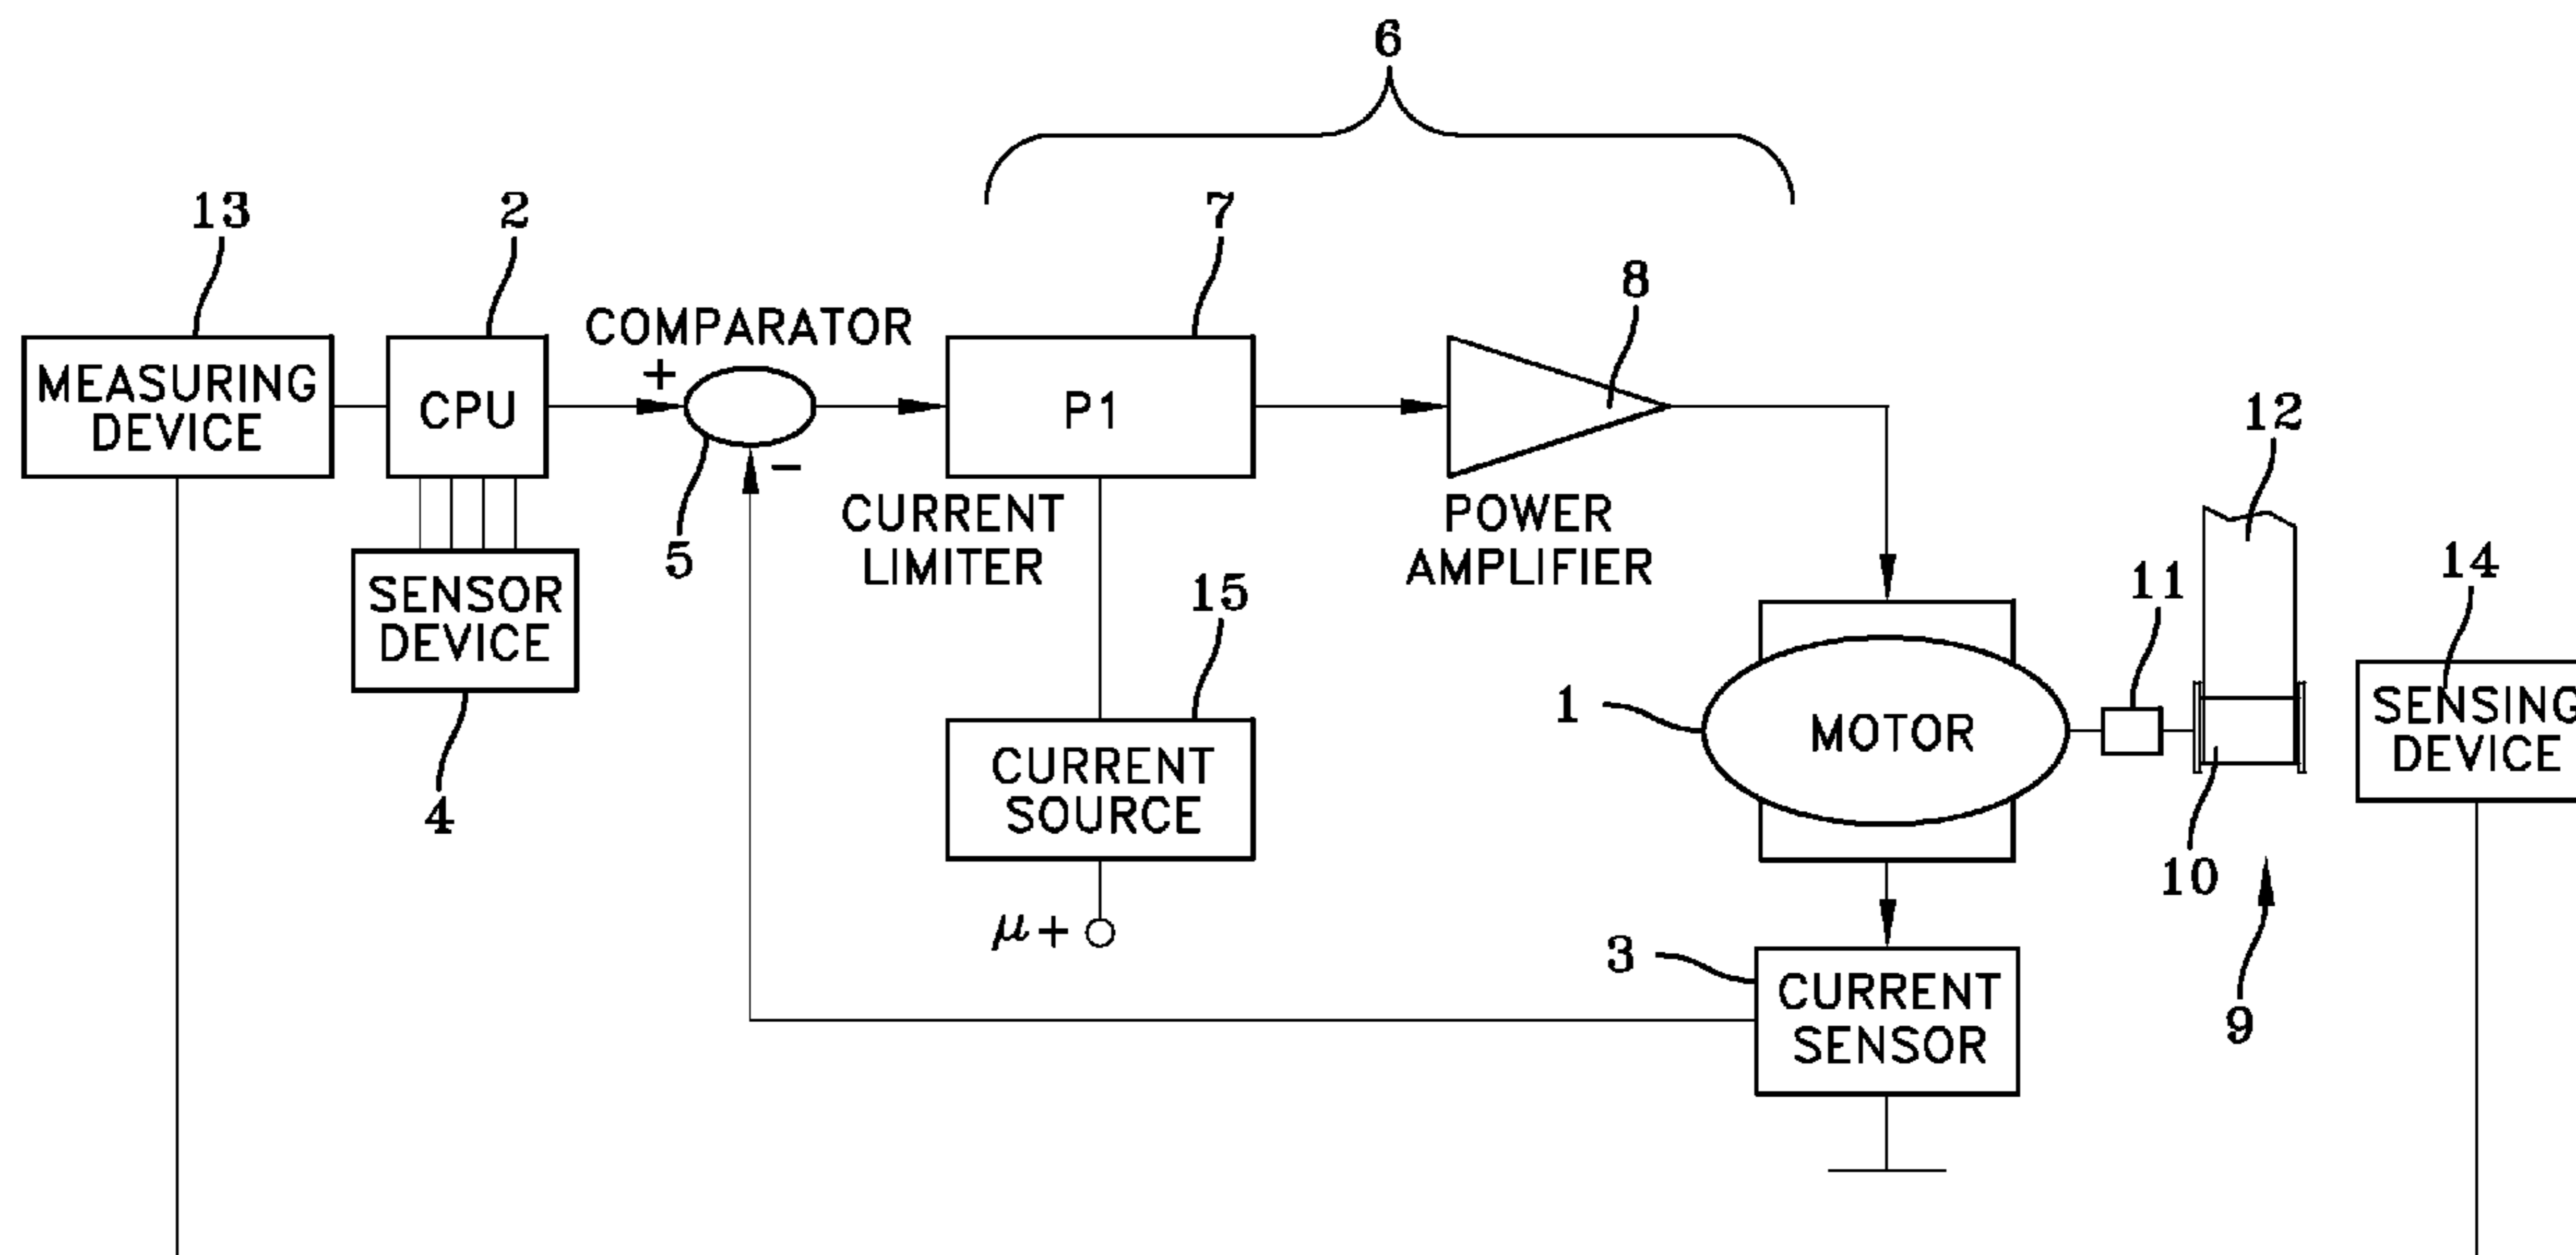 6
13
2
7
8
COMPARATOR
+
MEASURING
DEVICE
CPU
P1
12
-
5
CURRENT
LIMITER
POWER
AMPLIFIER
SENSOR
DEVICE
15
11
14
4
1
MOTOR
SENSING
DEVICE
CURRENT
SOURCE
10
μ+
3
9
CURRENT
SENSOR